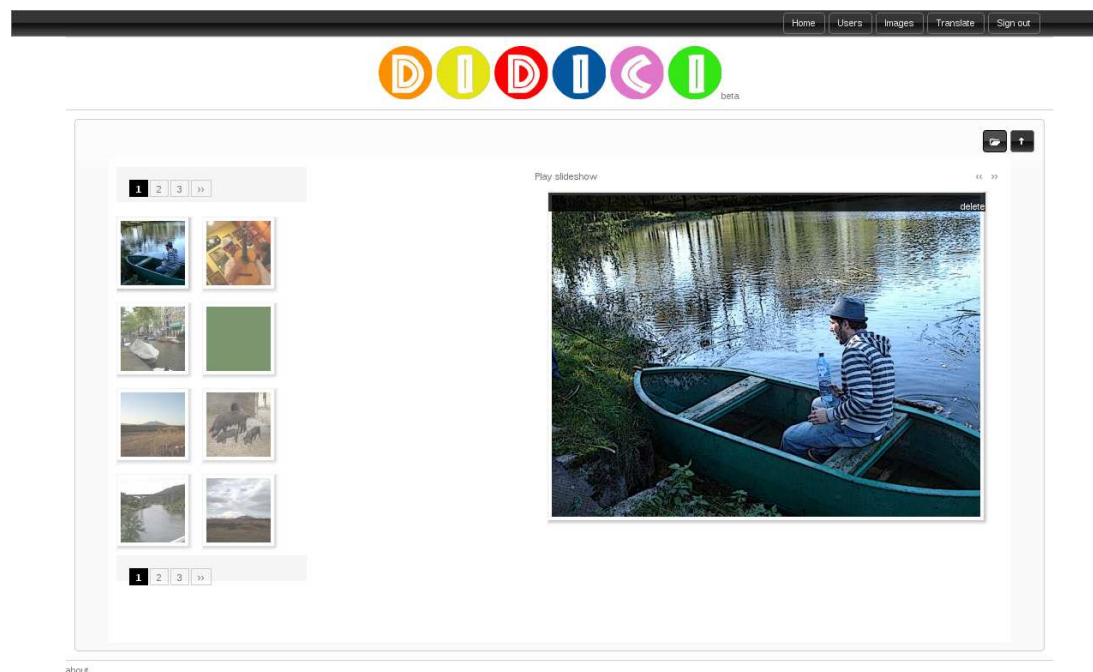 Home Users Images Translate Sign out
DIDICI beta
1 2 3 ››
Play slideshow ‹‹ ››
delete
1 2 3 ››
about